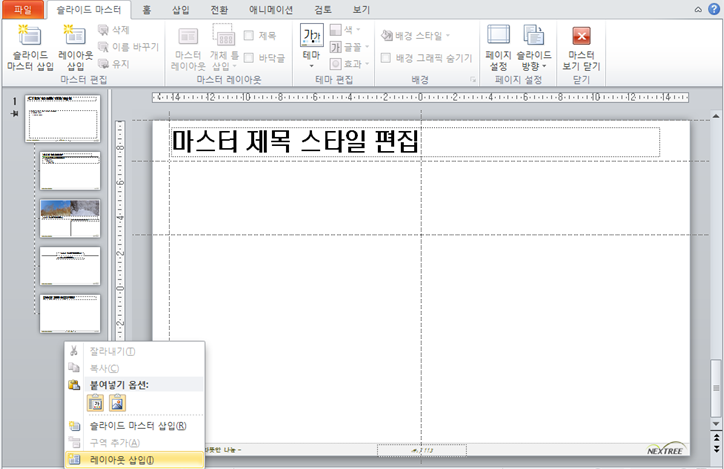 파일 슬라이드 마스터 홈 삽입 전환 애니메이션 검토 보기
슬라이드 마스터 삽입
레이아웃 삽입
삭제
이름 바꾸기
유지
마스터 편집
마스터 레이아웃
개체 틀 삽입
제목
바닥글
마스터 레이아웃
테마
색
글꼴
효과
테마 편집
배경 스타일
배경 그래픽 숨기기
배경
페이지 설정
슬라이드 방향
페이지 설정
마스터 보기 닫기
닫기
1
마스터 제목 스타일 편집
잘라내기(T)
복사(C)
붙여넣기 옵션:
슬라이드 마스터 삽입(R)
구역 추가(A)
레이아웃 삽입(I)
나눔 ~
NEXTREE